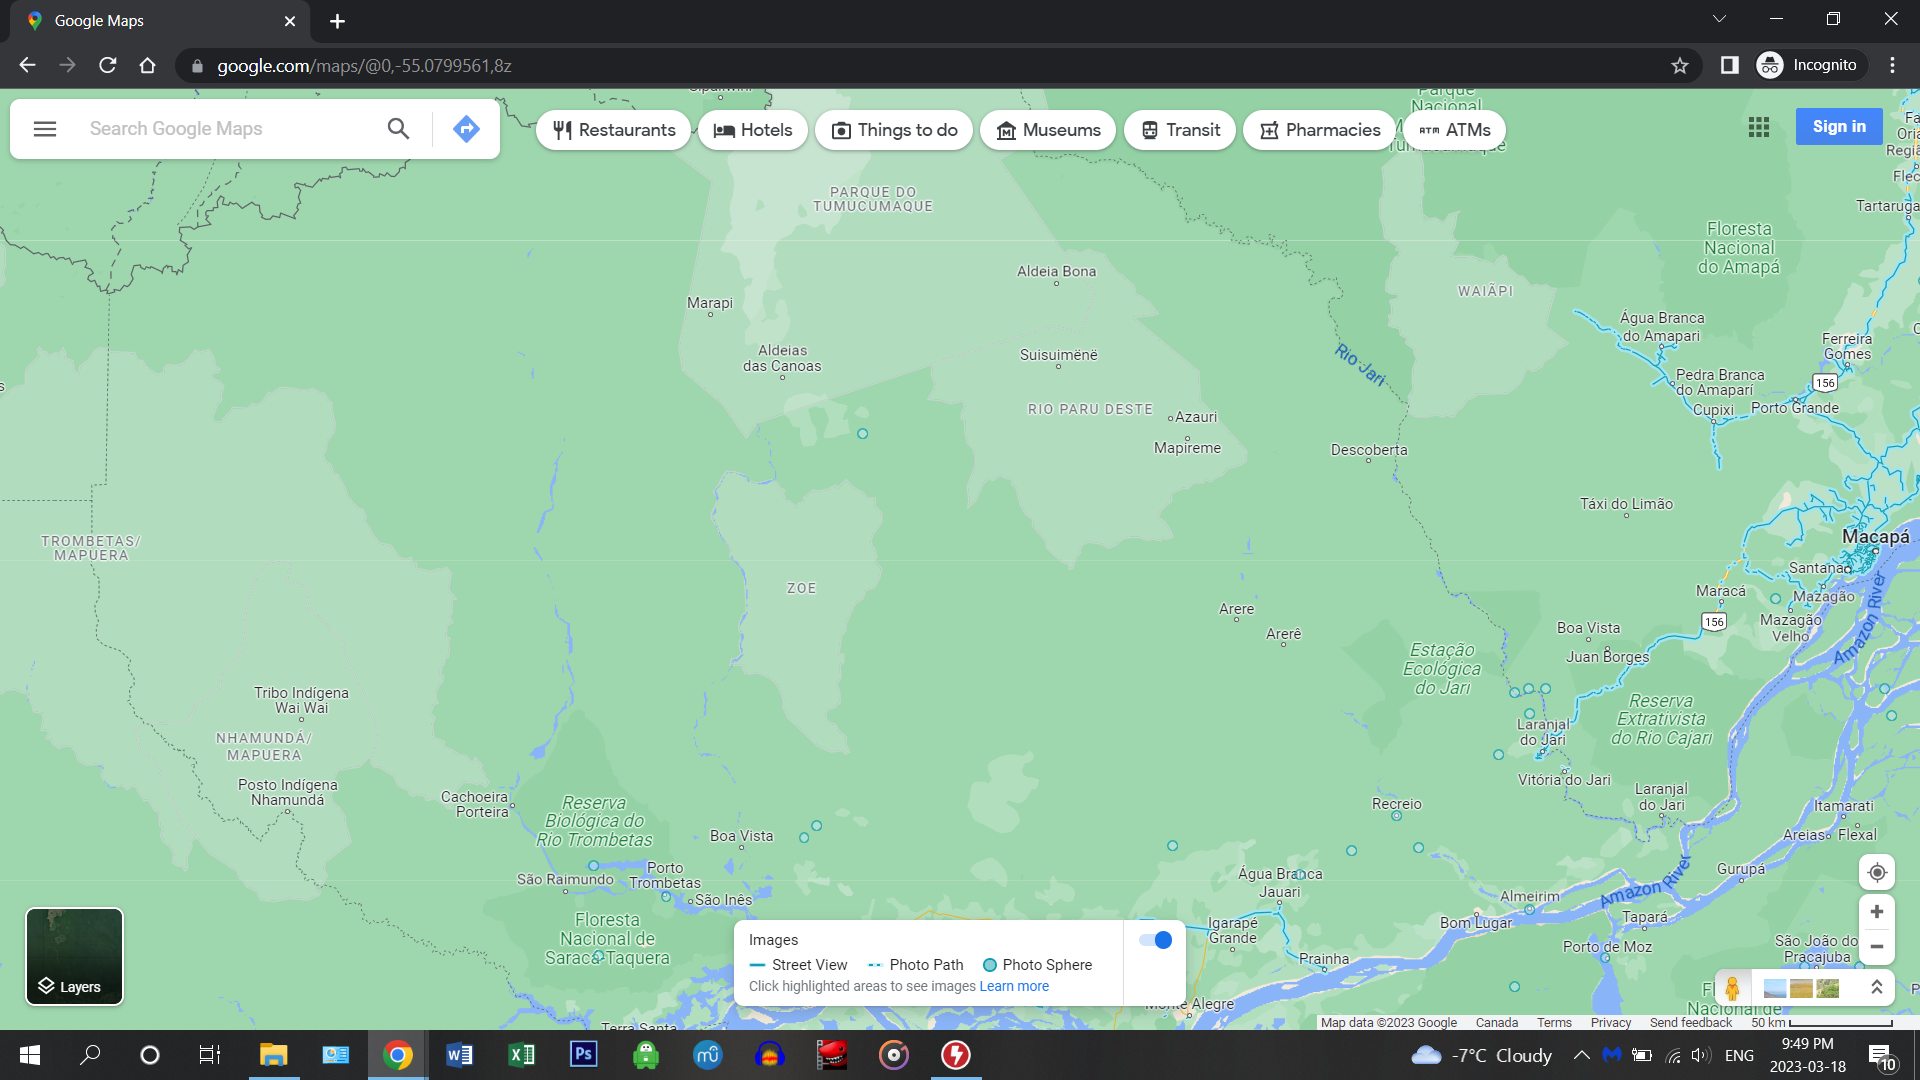 Google Maps
google.com/maps/@0,-55.0799561,8z
Incognito
Search Google Maps
Restaurants
Hotels
Things to do
Museums
Transit
Pharmacies
ATMs
Sign in
Parque
Nacional
PARQUE DO
TUMUCUMAQUE
Tartaruga
Floresta
Nacional
do Amapá
Aldeia Bona
WAIÃPI
Marapi
Água Branca
do Amapari
Ferreira
Gomes
Aldeias
das Canoas
Suisuimënë
Rio Jari
Pedra Branca
do Amaparí
156
Cupixi
Porto Grande
RIO PARU DESTE
Azauri
Mapireme
Descoberta
Táxi do Limão
TROMBETAS/
MAPUERA
Macapá
Santana
ZOE
Maracá
Mazagão
Arere
156
Mazagão
Velho
Amazon River
Arerê
Boa Vista
Juan Borges
Estação
Ecológica
do Jari
Tribo Indígena
Wai Wai
Reserva
Extrativista
do Rio Cajari
NHAMUNDÁ/
MAPUERA
Laranjal
do Jari
Posto Indígena
Nhamundá
Vitória do Jari
Cachoeira
Porteira
Reserva
Biológica do
Rio Trombetas
Recreio
Laranjal
do Jari
Itamarati
Boa Vista
Areias
Flexal
São Raimundo
Porto
Trombetas
Água Branca
Jauari
Gurupá
São Inês
Almeirim
Amazon River
Floresta
Nacional de
Saracá Taquera
Igarapé
Grande
Bom Lugar
Tapará
Porto de Moz
São João do
Pracajuba
Prainha
Images
Street View
Photo Path
Photo Sphere
Click highlighted areas to see images Learn more
Monte Alegre
Nacional de
Terra Santa
Layers
Map data ©2023 Google
Canada
Terms
Privacy
Send feedback
50 km
-7°C Cloudy
ENG
9:49 PM
2023-03-18
10